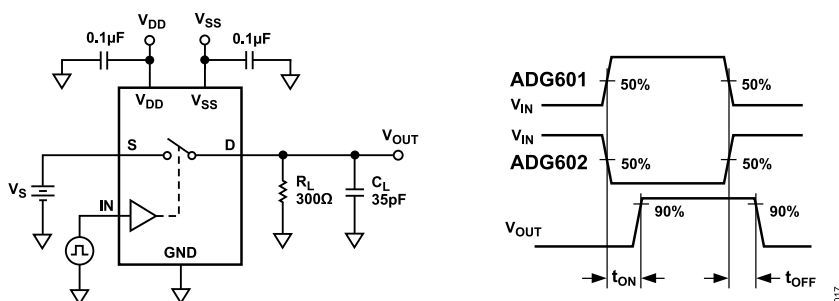 V_DD V_SS
0.1µF 0.1µF
V_DD V_SS
S D V_OUT
V_S
R_L
300Ω
C_L
35pF
IN
GND
ADG601
V_IN
50% 50%
V_IN
ADG602
50% 50%
90% 90%
V_OUT
t_ON t_OFF